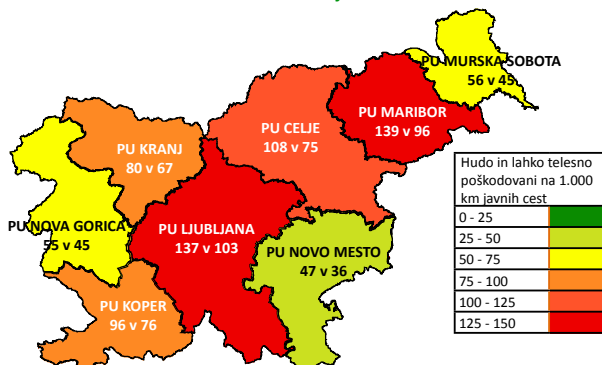 PU MURSKA SOBOTA
56 v 45
PU MARIBOR
139 v 96
PU CELJE
108 v 75
PU KRANJ
80 v 67
PU NOVA GORICA
55 v 45
PU LJUBLJANA
137 v 103
PU NOVO MESTO
47 v 36
PU KOPER
96 v 76
Hudo in lahko telesno
poškodovani na 1.000
km javnih cest
0 - 25
25 - 50
50 - 75
75 - 100
100 - 125
125 - 150